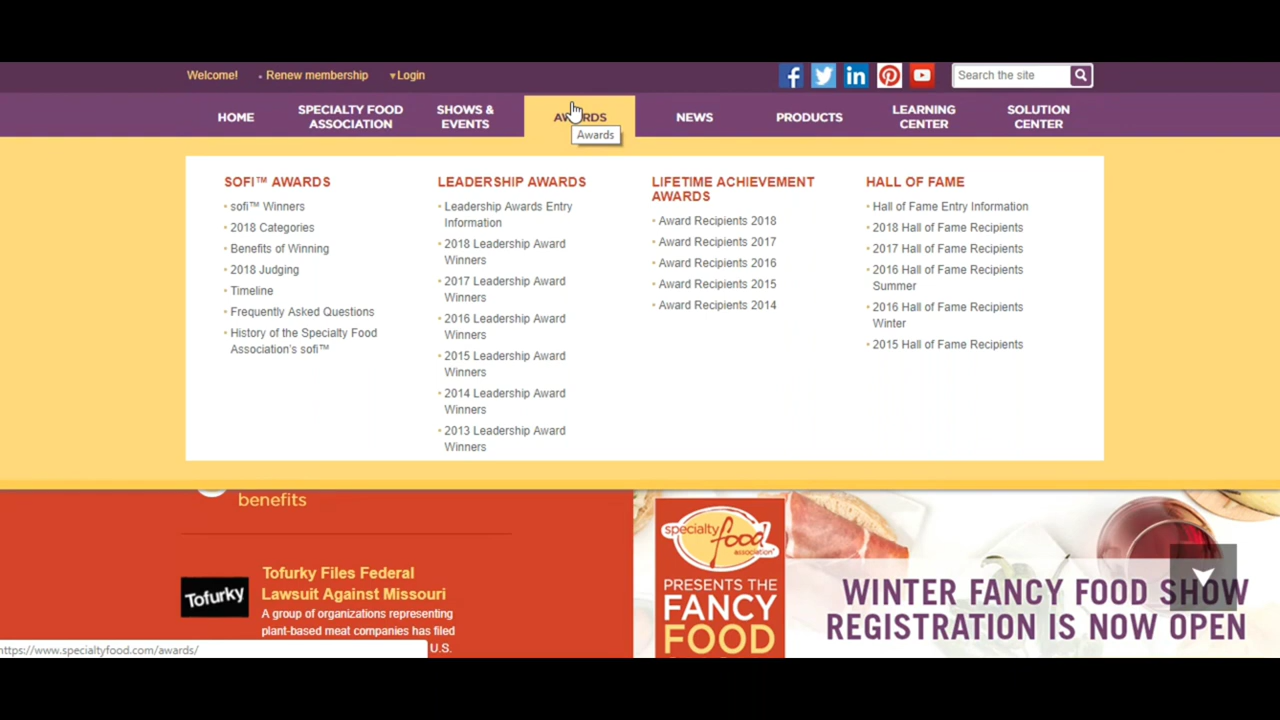 Welcome!
Renew membership
Login
Search the site
HOME
SPECIALTY FOOD
ASSOCIATION
SHOWS &
EVENTS
AWARDS
NEWS
PRODUCTS
LEARNING
CENTER
SOLUTION
CENTER
Awards
SOFI™ AWARDS
sofi™ Winners
2018 Categories
Benefits of Winning
2018 Judging
Timeline
Frequently Asked Questions
History of the Specialty Food
Association's sofi™
LEADERSHIP AWARDS
Leadership Awards Entry
Information
2018 Leadership Award
Winners
2017 Leadership Award
Winners
2016 Leadership Award
Winners
2015 Leadership Award
Winners
2014 Leadership Award
Winners
2013 Leadership Award
Winners
LIFETIME ACHIEVEMENT
AWARDS
Award Recipients 2018
Award Recipients 2017
Award Recipients 2016
Award Recipients 2015
Award Recipients 2014
HALL OF FAME
Hall of Fame Entry Information
2018 Hall of Fame Recipients
2017 Hall of Fame Recipients
2016 Hall of Fame Recipients
Summer
2016 Hall of Fame Recipients
Winter
2015 Hall of Fame Recipients
benefits
Tofurky
Tofurky Files Federal
Lawsuit Against Missouri
A group of organizations representing
plant-based meat companies has filed
U.S.
specialty
food
association
PRESENTS THE
FANCY
FOOD
WINTER FANCY FOOD SHOW
REGISTRATION IS NOW OPEN
https://www.specialtyfood.com/awards/